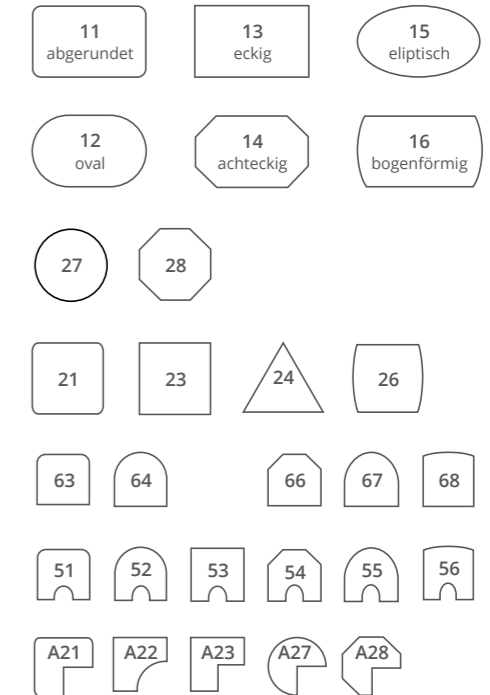 11
abgerundet
13
eckig
15
eliptisch
12
oval
14
achteckig
16
bogenförmig
27
28
21
23
24
26
63
64
66
67
68
51
52
53
54
55
56
A21
A22
A23
A27
A28